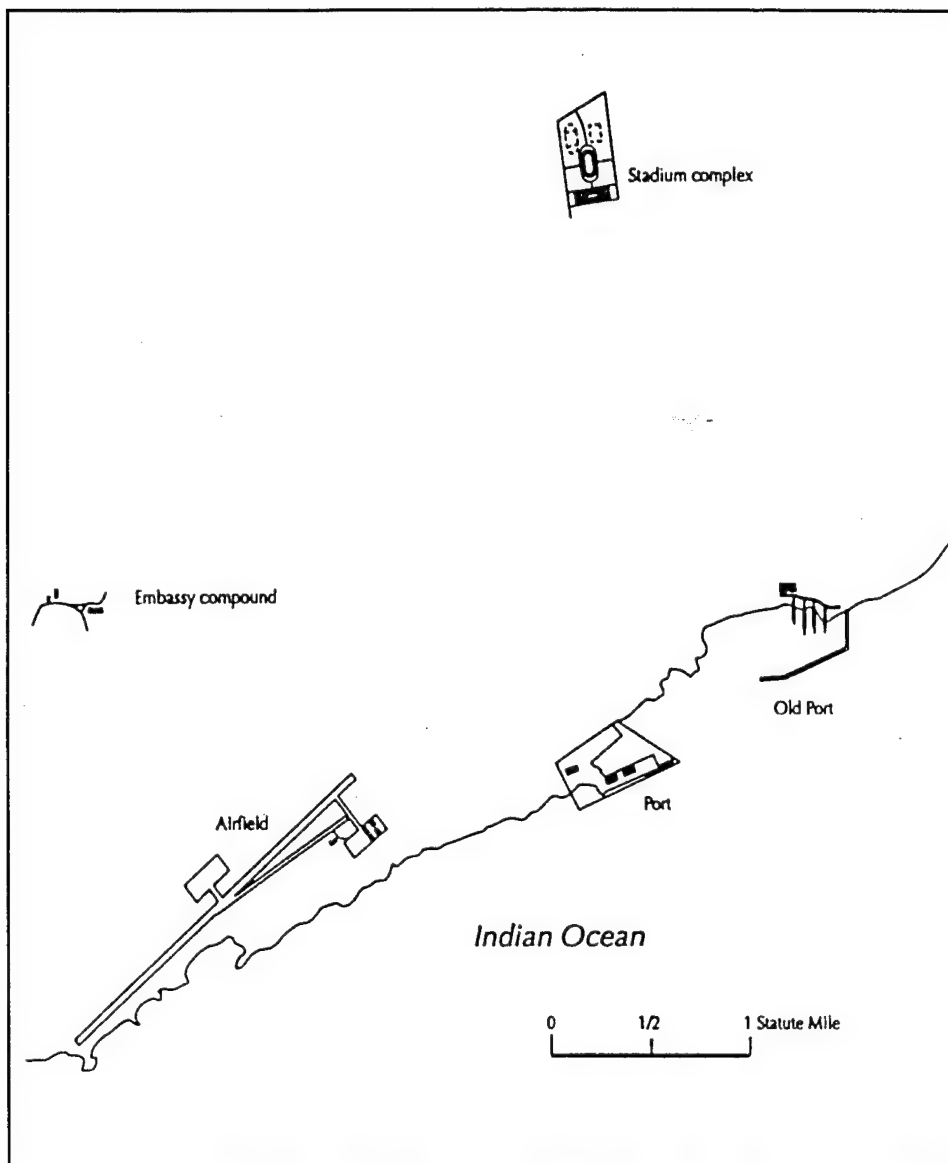 Stadium complex
Embassy compound
Old Port
Port
Airfield
Indian Ocean
0 1/2 1 Statute Mile